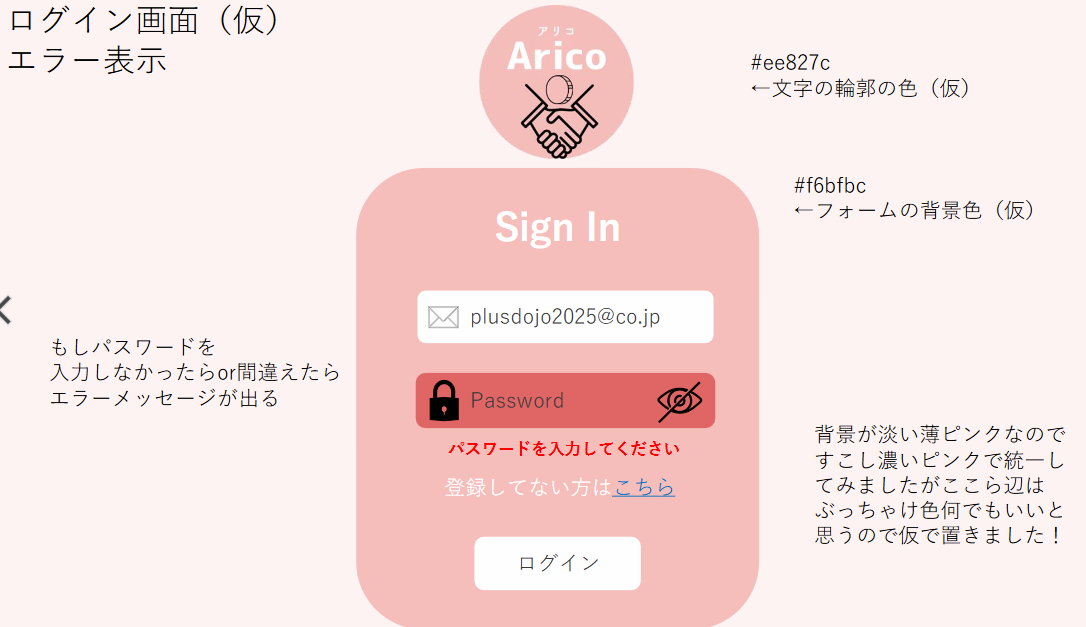 ログイン画面（仮）
エラー表示
アリコ
Arico
#ee827c
←文字の輪郭の色（仮）
#f6bfbc
←フォームの背景色（仮）
Sign In
plusdojo2025@co.jp
もしパスワードを
入力しなかったらor間違えたら
エラーメッセージが出る
Password
パスワードを入力してください
登録してない方はこちら
ログイン
背景が淡い薄ピンクなので
すこし濃いピンクで統一し
てみましたがここら辺は
ぶっちゃけ色何でもいいと
思うので仮で置きました！